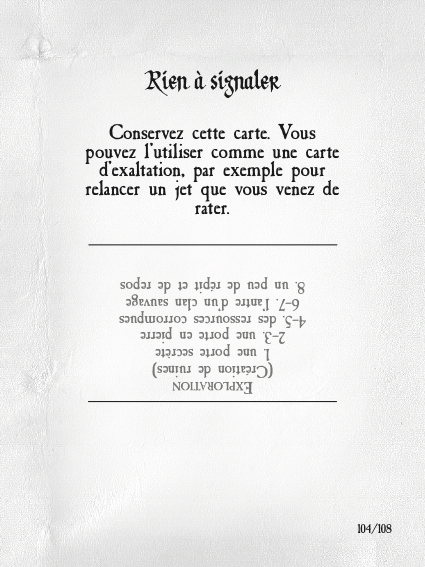 Rien à signaler
Conservez cette carte. Vous
pouvez l'utiliser comme une carte
d'exaltation, par exemple pour
relancer un jet que vous venez de
rater.
Exploration
(Création de ruines)
1. une porte secrète
2-3. une porte en pierre
4-5. des ressources corrompues
6-7. l'antre d'un clan sauvage
8. un peu de répit et de repos
104/108